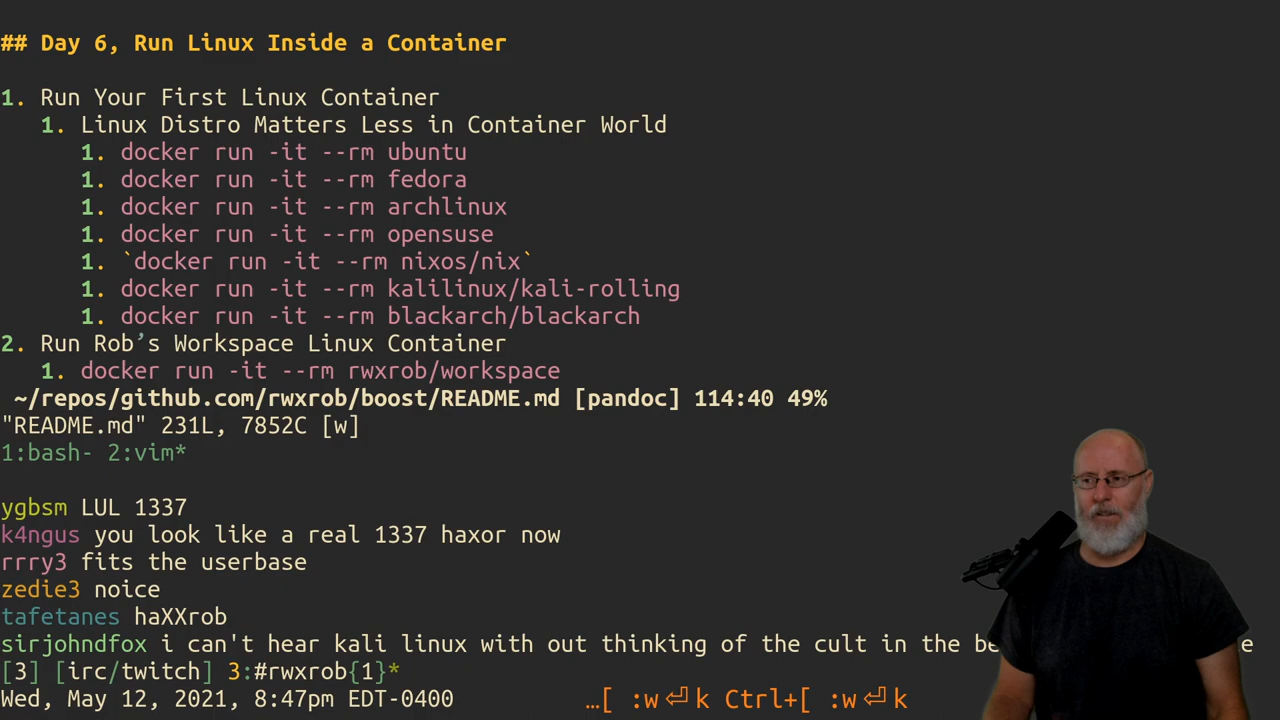 ## Day 6, Run Linux Inside a Container
1. Run Your First Linux Container
1. Linux Distro Matters Less in Container World
1. docker run -it --rm ubuntu
1. docker run -it --rm fedora
1. docker run -it --rm archlinux
1. docker run -it --rm opensuse
1. `docker run -it --rm nixos/nix`
1. docker run -it --rm kalilinux/kali-rolling
1. docker run -it --rm blackarch/blackarch
2. Run Rob’s Workspace Linux Container
1. docker run -it --rm rwxrob/workspace
~/repos/github.com/rwxrob/boost/README.md [pandoc] 114:40 49%
"README.md" 231L, 7852C [w]
1:bash- 2:vim*
ygbsm LUL 1337
k4ngus you look like a real 1337 haxor now
rrry3 fits the userbase
zedie3 noice
tafetanes haXXrob
sirjohndfox i can't hear kali linux with out thinking of the cult in the
[3] [irc/twitch] 3:#rwxrob{1}*
Wed, May 12, 2021, 8:47pm EDT-0400 …[ :w⏎k Ctrl+[ :w⏎k